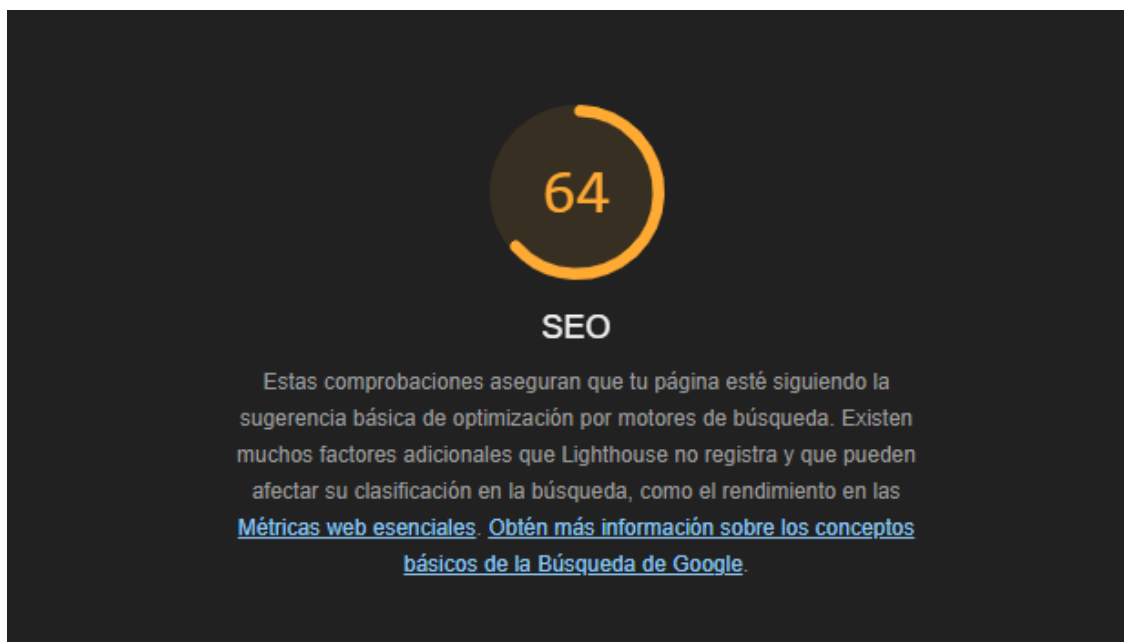 64
SEO
Estas comprobaciones aseguran que tu página esté siguiendo la
sugerencia básica de optimización por motores de búsqueda. Existen
muchos factores adicionales que Lighthouse no registra y que pueden
afectar su clasificación en la búsqueda, como el rendimiento en las
Métricas web esenciales. Obtén más información sobre los conceptos
básicos de la Búsqueda de Google.